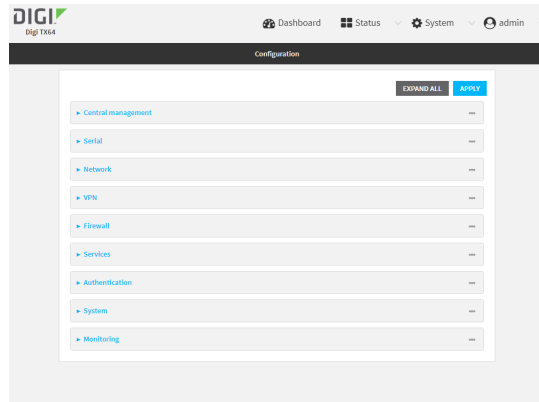 DIGI
Digi TX64
Dashboard Status System admin
Configuration
EXPAND ALL APPLY
Central management
Serial
Network
VPN
Firewall
Services
Authentication
System
Monitoring